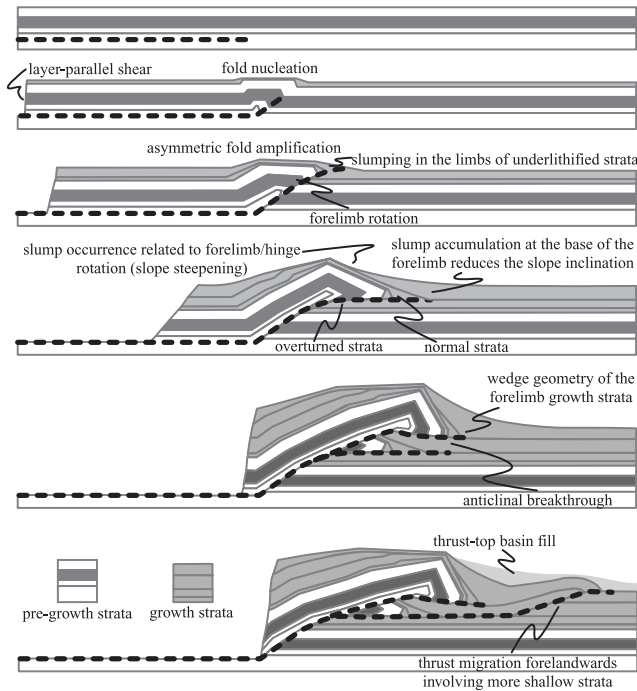 layer-parallel shear
fold nucleation
asymmetric fold amplification
slumping in the limbs of underlithified strata
forelimb rotation
slump occurrence related to forelimb/hinge
rotation (slope steepening)
slump accumulation at the base of the
forelimb reduces the slope inclination
overturned strata
normal strata
wedge geometry of the
forelimb growth strata
anticlinal breakthrough
thrust-top basin fill
pre-growth strata
growth strata
thrust migration forelandwards
involving more shallow strata